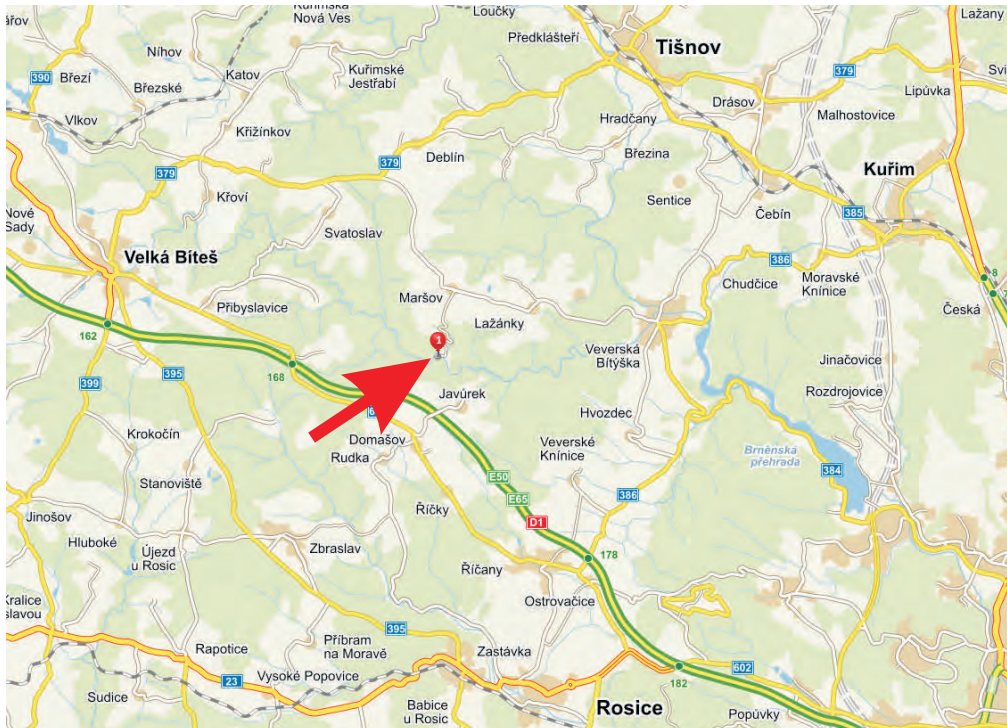 Kuřimská
Nová Ves
Loučky
Lažany
Předklášteří
Tišnov
Níhov
390
Březí
Katov
Kuřimské
Jestřabí
379
Březské
Drásov
Lipůvka
Malhostovice
Vlkov
Křižínkov
Hradčany
379
Deblín
Březina
379
Kuřim
Křoví
Sentice
Nové
Sady
Čebín
385
Svatoslav
Velká Bíteš
386
Chudčice
Moravské
Knínice
8
Maršov
Přibyslavice
Lažánky
Česká
162
1
Veverská
Bítýška
Jinačovice
168
399
395
Javůrek
Rozdrojovice
Hvozdec
Krokočín
Domašov
Rudka
Veverské
Knínice
Brněnská
přehrada
384
Stanoviště
E50
E65
386
Jinošov
Říčky
D1
Hluboké
Újezd
u Rosic
Zbraslav
178
Říčany
Ostrovačice
Kralice
395
Rapotice
Příbram
na Moravě
Zastávka
602
23
Vysoké Popovice
182
Sudice
Babice
u Rosic
Rosice
Popůvky